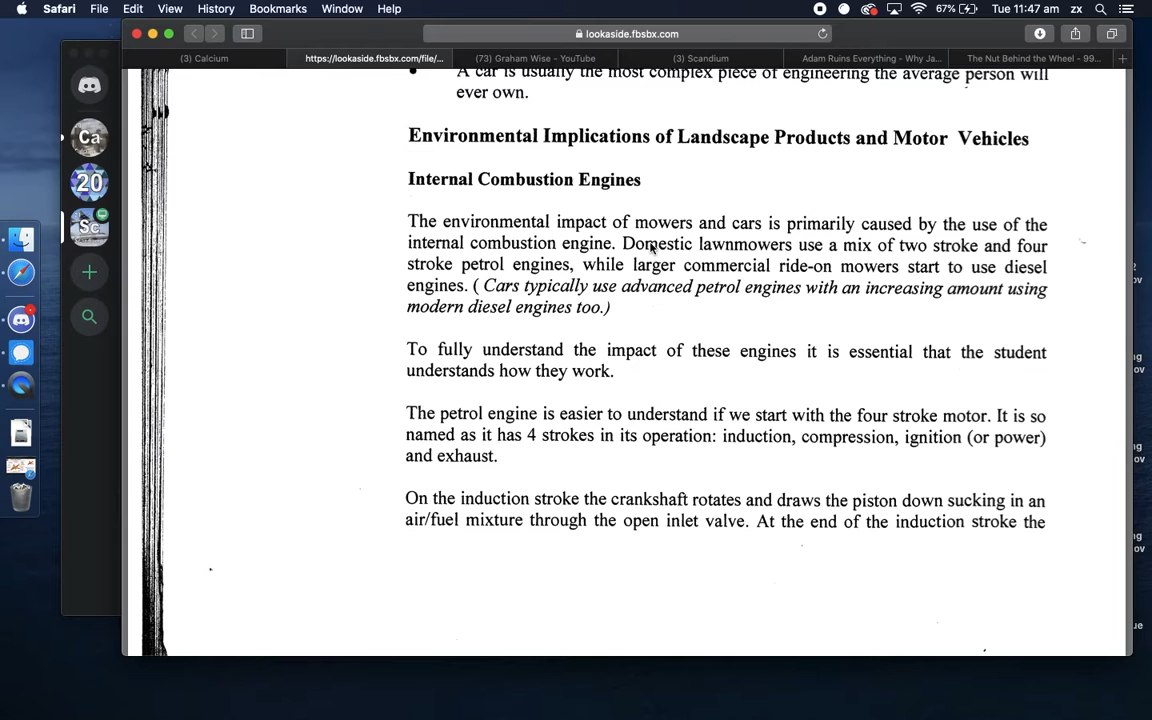 Safari File Edit View History Bookmarks Window Help 67% Tue 11:47 am zx
lookaside.fbsbx.com
(3) Calcium https://lookaside.fbsbx.com/file/... (73) Graham Wise - YouTube (3) Scandium Adam Ruins Everything - Why Ja... The Nut Behind the Wheel - 99...
Ca
20
Sc
A car is usually the most complex piece of engineering the average person will
ever own.
Environmental Implications of Landscape Products and Motor Vehicles
Internal Combustion Engines
The environmental impact of mowers and cars is primarily caused by the use of the
internal combustion engine. Domestic lawnmowers use a mix of two stroke and four
stroke petrol engines, while larger commercial ride-on mowers start to use diesel
engines. ( Cars typically use advanced petrol engines with an increasing amount using
modern diesel engines too.)
To fully understand the impact of these engines it is essential that the student
understands how they work.
The petrol engine is easier to understand if we start with the four stroke motor. It is so
named as it has 4 strokes in its operation: induction, compression, ignition (or power)
and exhaust.
On the induction stroke the crankshaft rotates and draws the piston down sucking in an
air/fuel mixture through the open inlet valve. At the end of the induction stroke the